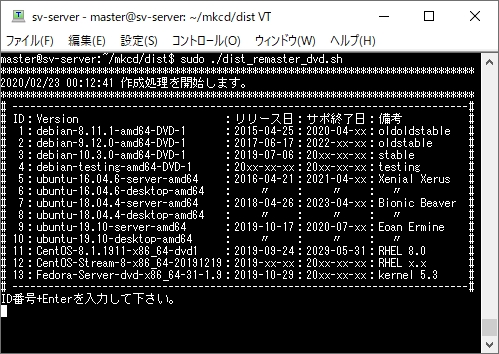 sv-server - master@sv-server: ~/mkcd/dist VT
ファイル(F) 編集(E) 設定(S) コントロール(O) ウィンドウ(W) ヘルプ(H)
master@sv-server:~/mkcd/dist$ sudo ./dist_remaster_dvd.sh
*******************************************************************************
2020/02/23 00:12:41 作成処理を開始します。
*******************************************************************************
#-----------------------------------------------------------------------------#
#ID:Version :リリース日:サポ終了日:備考 #
# 1:debian-8.11.1-amd64-DVD-1 :2015-04-25:2020-04-xx:oldoldstable #
# 2:debian-9.12.0-amd64-DVD-1 :2017-06-17:2022-xx-xx:oldstable #
# 3:debian-10.3.0-amd64-DVD-1 :2019-07-06:20xx-xx-xx:stable #
# 4:debian-testing-amd64-DVD-1 :20xx-xx-xx:20xx-xx-xx:testing #
# 5:ubuntu-16.04.6-server-amd64 :2016-04-21:2021-04-xx:Xenial Xerus #
# 6:ubuntu-16.04.6-desktop-amd64 : 〃 : 〃 : 〃 #
# 7:ubuntu-18.04.4-server-amd64 :2018-04-26:2023-04-xx:Bionic Beaver #
# 8:ubuntu-18.04.4-desktop-amd64 : 〃 : 〃 : 〃 #
# 9:ubuntu-19.10-server-amd64 :2019-10-17:2020-07-xx:Eoan Ermine #
#10:ubuntu-19.10-desktop-amd64 : 〃 : 〃 : 〃 #
#11:CentOS-8.1.1911-x86_64-dvd1 :2019-09-24:2029-05-31:RHEL 8.0 #
#12:CentOS-Stream-8-x86_64-20191219:2019-xx-xx:20xx-xx-xx:RHEL x.x #
#13:Fedora-Server-dvd-x86_64-31-1.9:2019-10-29:20xx-xx-xx:kernel 5.3 #
#-----------------------------------------------------------------------------#
ID番号+Enterを入力して下さい。